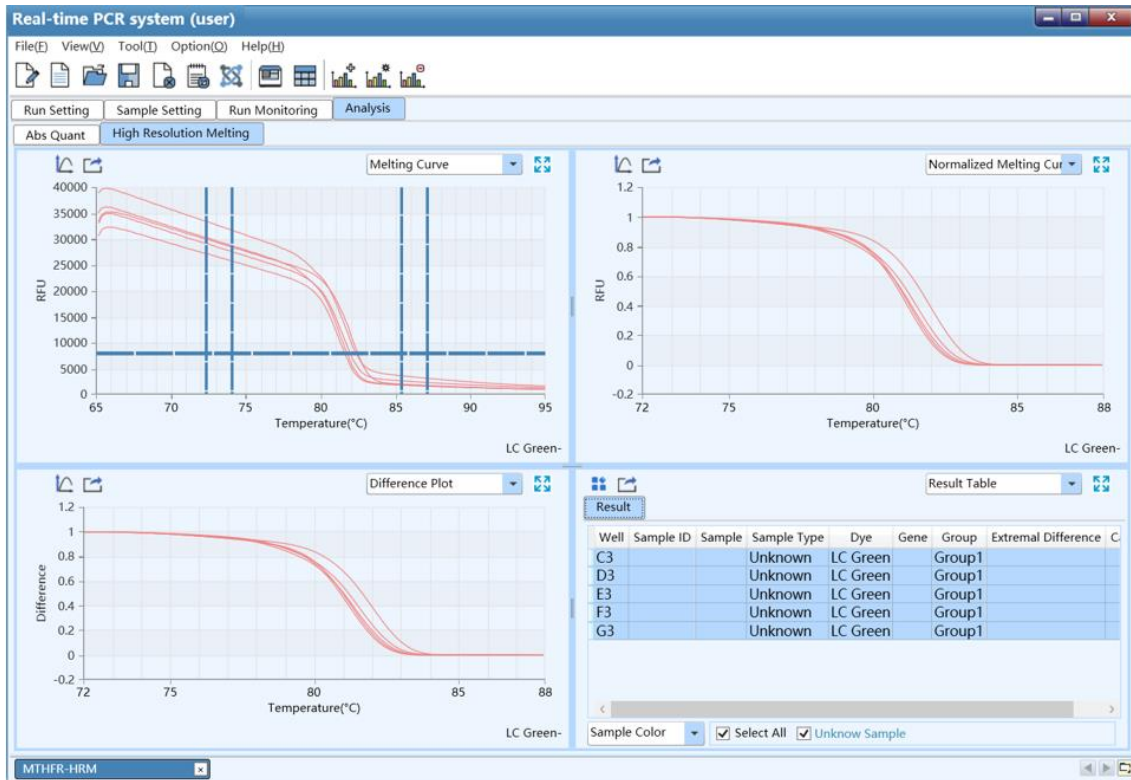 Real-time PCR system (user)
File(F) View(V) Tool(T) Option(O) Help(H)
Run Setting Sample Setting Run Monitoring Analysis
Abs Quant High Resolution Melting
Melting Curve
40000
35000
30000
25000
20000
15000
10000
5000
0
RFU
65 70 75 80 85 90 95
Temperature(°C)
LC Green-
Normalized Melting Cur
1.2
1
0.8
0.6
0.4
0.2
0
-0.2
RFU
72 75 80 85 88
Temperature(°C)
LC Green-
Difference Plot
1.2
1
0.8
0.6
0.4
0.2
0
-0.2
Difference
72 75 80 85 88
Temperature(°C)
LC Green-
Result Table
Result
Well Sample ID Sample Sample Type Dye Gene Group Extremal Difference
C3 Unknown LC Green Group1
D3 Unknown LC Green Group1
E3 Unknown LC Green Group1
F3 Unknown LC Green Group1
G3 Unknown LC Green Group1
Sample Color Select All Unknow Sample
MTHFR-HRM